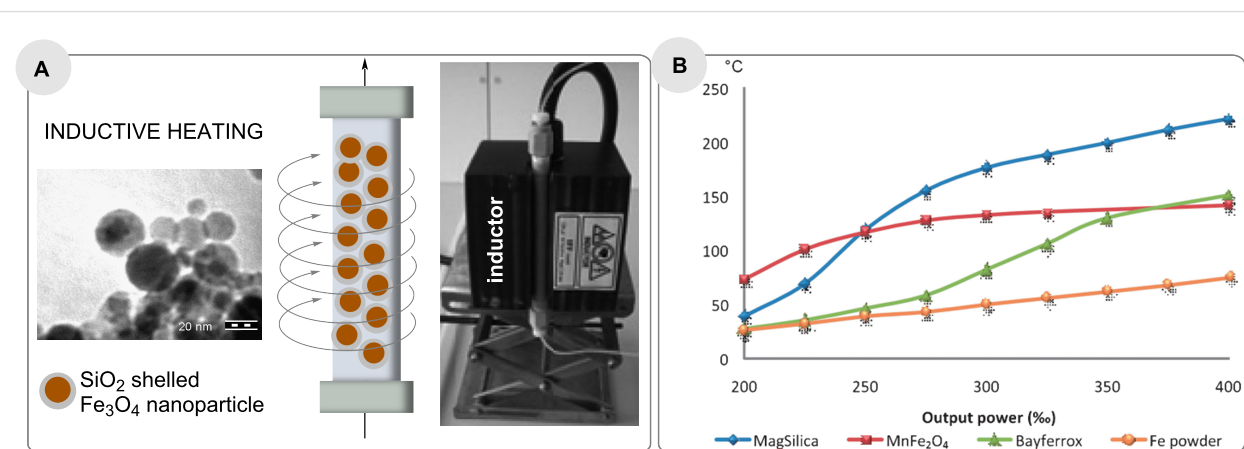 A
INDUCTIVE HEATING
20 nm
SiO₂ shelled
Fe₃O₄ nanoparticle
inductor
B
°C
250
200
150
100
50
0
200 250 300 350 400
Output power (‰)
MagSilica MnFe₂O₄ Bayferrox Fe powder